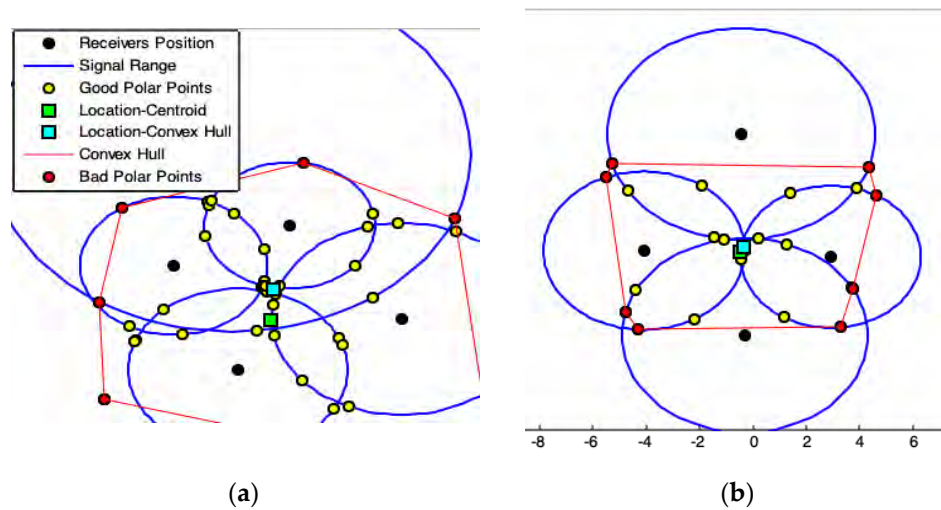 Receivers Position
Signal Range
Good Polar Points
Location-Centroid
Location-Convex Hull
Convex Hull
Bad Polar Points
-8 -6 -4 -2 0 2 4 6
(a) (b)